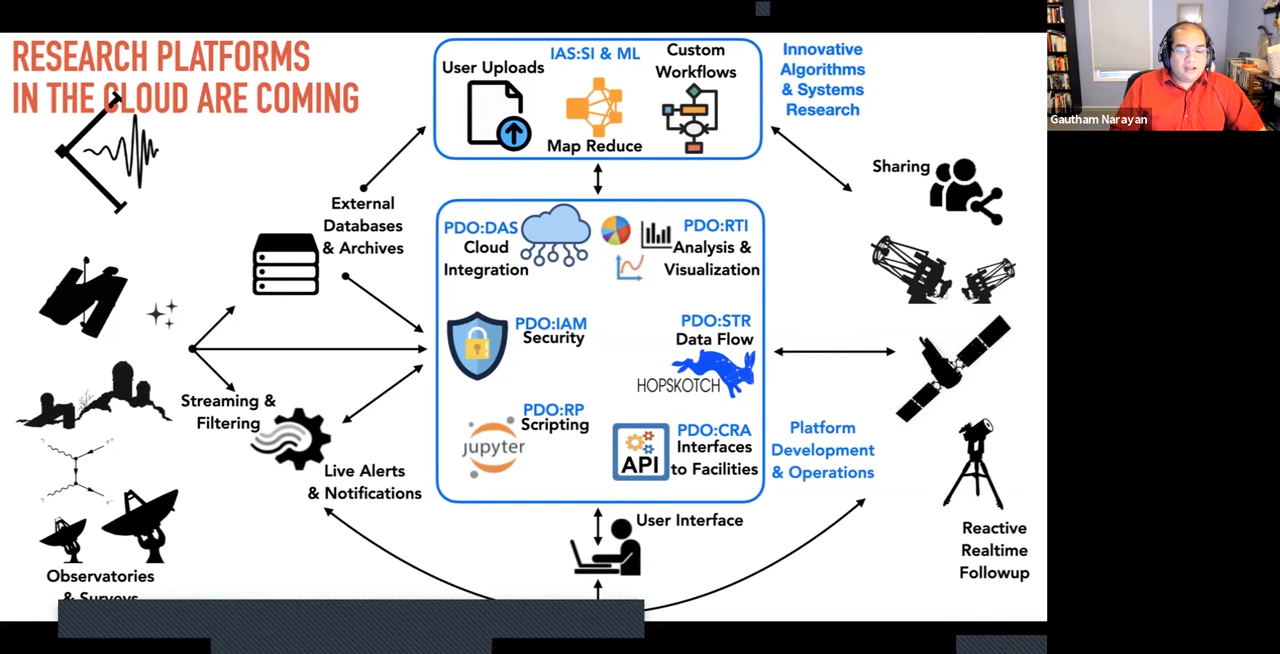 RESEARCH PLATFORMS
IN THE CLOUD ARE COMING
User Uploads
IAS:SI & ML
Map Reduce
Custom
Workflows
Innovative
Algorithms
& Systems
Research
Gautham Narayan
Sharing
External
Databases
& Archives
PDO:DAS
Cloud
Integration
PDO:RTI
Analysis &
Visualization
PDO:IAM
Security
PDO:STR
Data Flow
HOPSKOTCH
Streaming &
Filtering
PDO:RP
Scripting
jupyter
PDO:CRA
Interfaces
to Facilities
API
Platform
Development
& Operations
Live Alerts
& Notifications
User Interface
Reactive
Realtime
Followup
Observatories
& Surveys